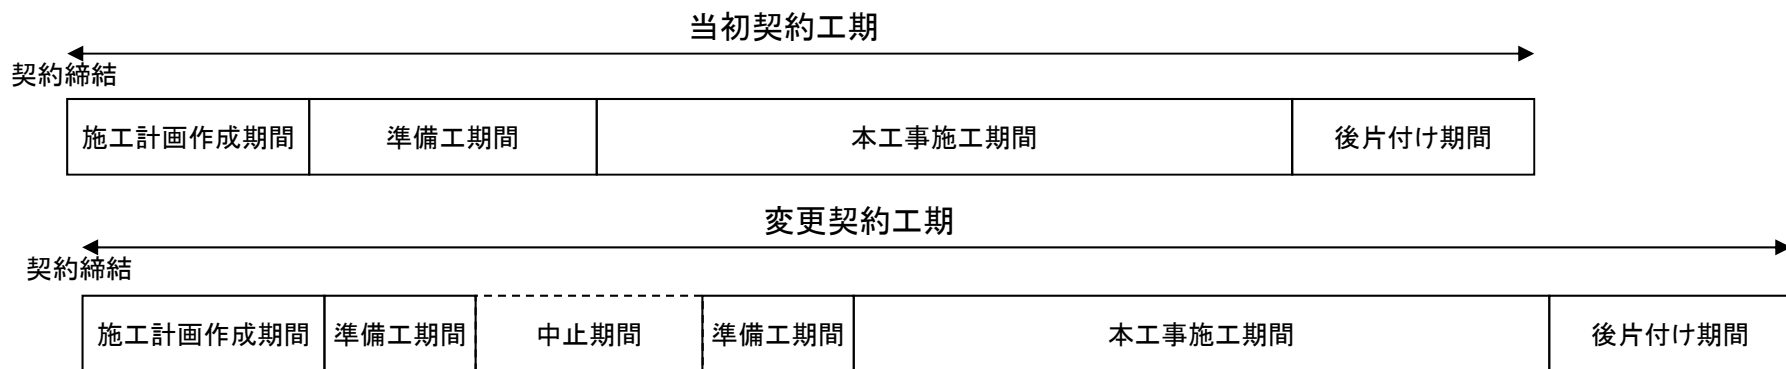 当初契約工期
契約締結
施工計画作成期間 準備工期間 本工事施工期間 後片付け期間
変更契約工期
契約締結
施工計画作成期間 準備工期間 中止期間 準備工期間 本工事施工期間 後片付け期間